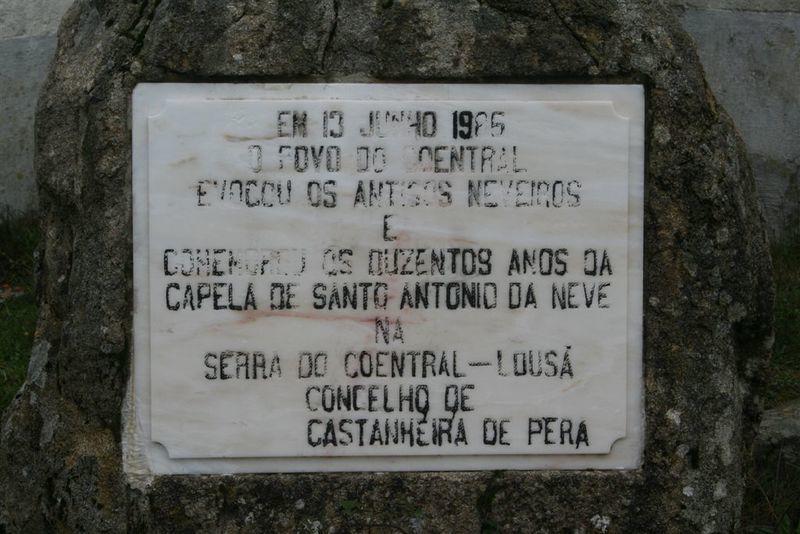 EM 13 JUNHO 1986
O POVO DO COENTRAL
EVOCOU OS ANTIGOS NEVEIROS
E
COMEMOROU OS DUZENTOS ANOS DA
CAPELA DE SANTO ANTONIO DA NEVE
NA
SERRA DO COENTRAL-LOUSÃ
CONCELHO DE
CASTANHEIRA DE PERA